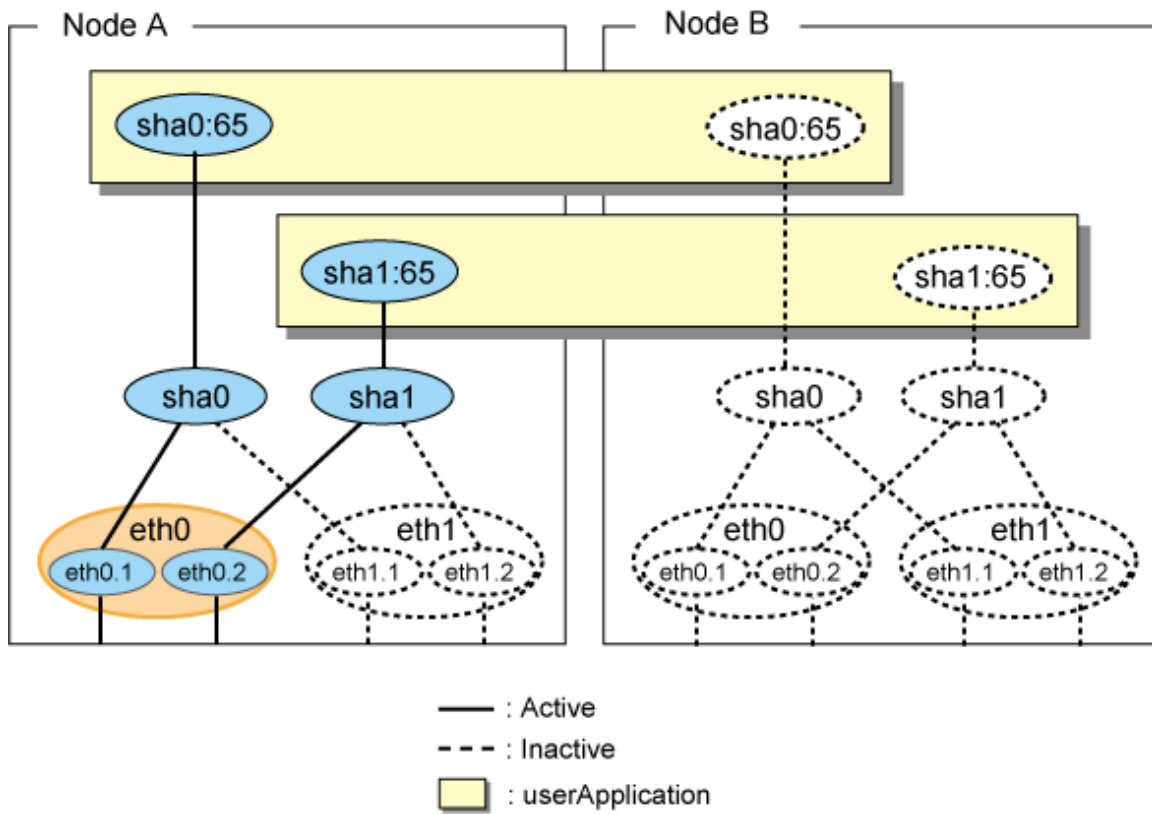 Node A
Node B
sha0:65
sha0:65
sha1:65
sha1:65
sha0
sha1
sha0
sha1
eth0
eth1
eth0
eth1
eth0.1
eth0.2
eth1.1
eth1.2
eth0.1
eth0.2
eth1.1
eth1.2
: Active
: Inactive
: userApplication